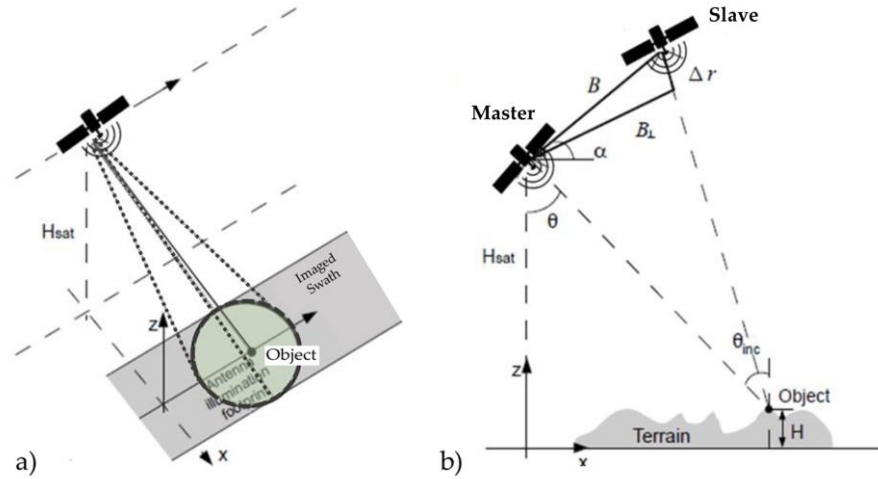 Hsat
Imaged
Swath
Z
Object
Antenna
illumination
footprint
x
a)
Slave
Master
B
Δr
B⊥
α
θ
Hsat
θinc
Z
Object
Terrain
H
x
b)